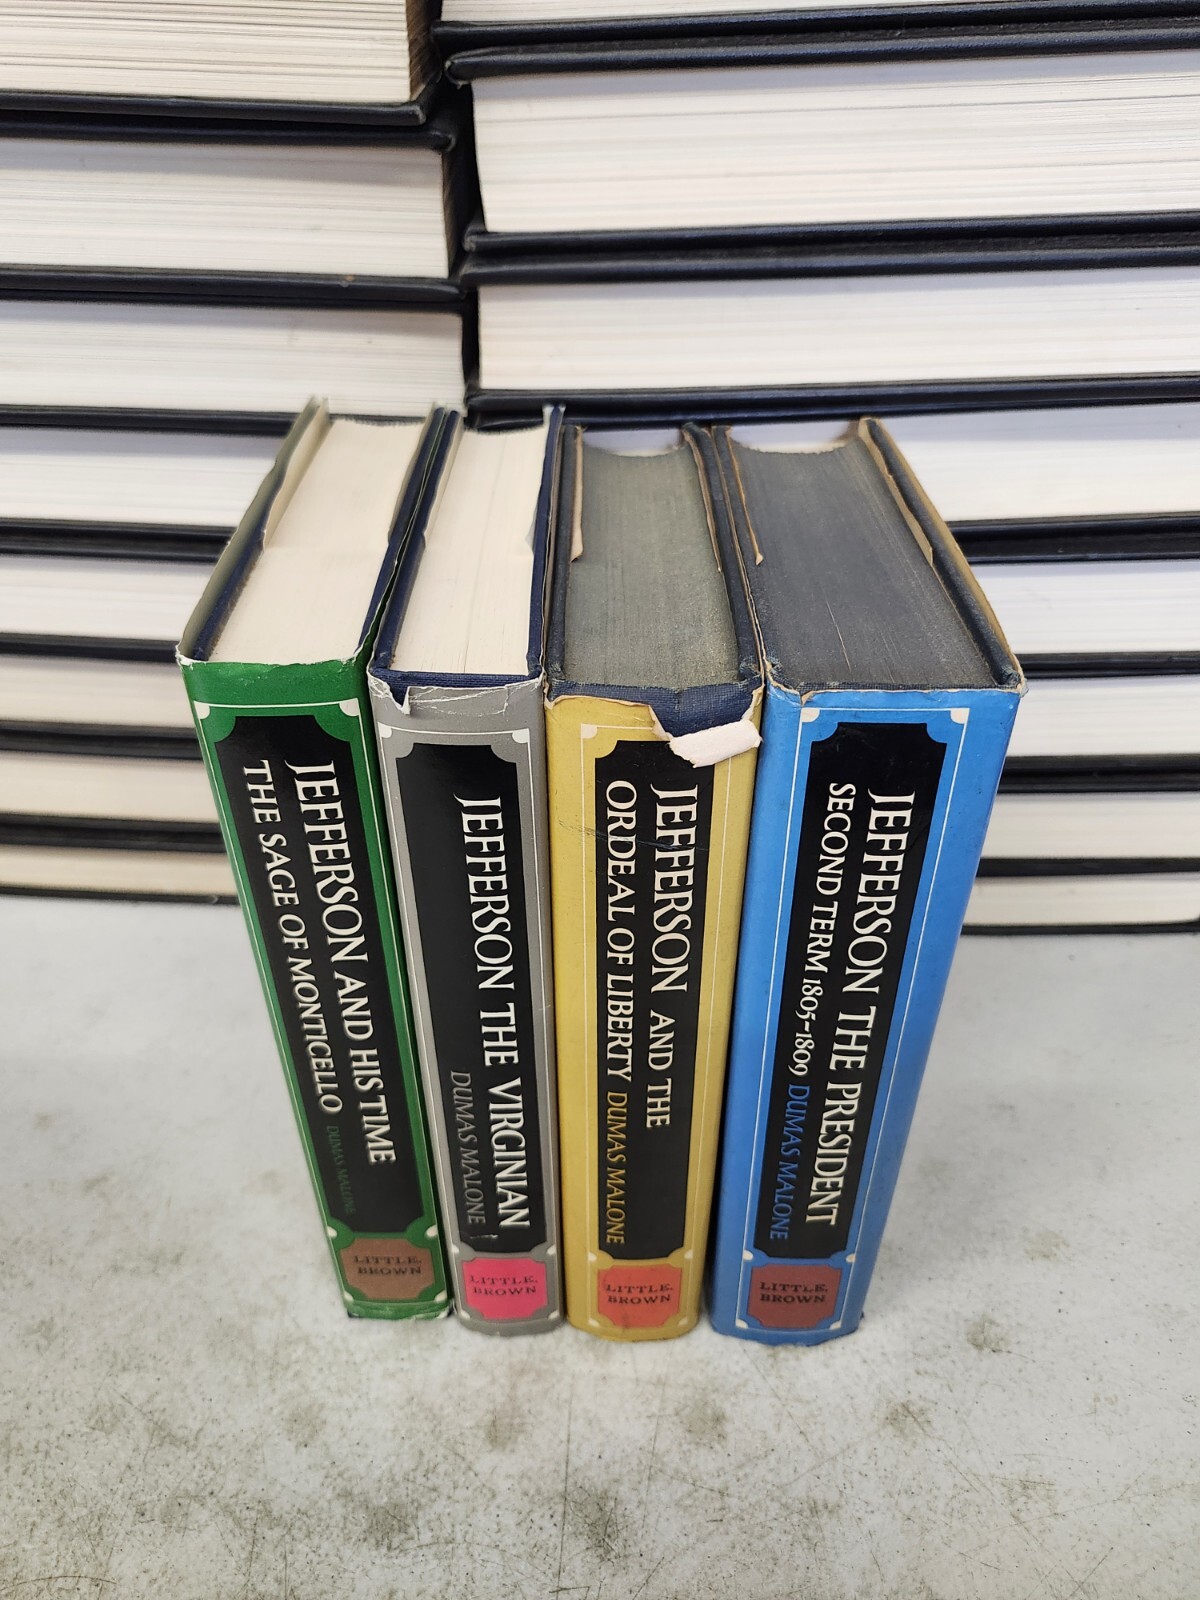 JEFFERSON AND HIS TIME
THE SAGE OF MONTICELLO DUMAS MALONE
LITTLE,
BROWN
JEFFERSON THE VIRGINIAN
DUMAS MALONE
LITTLE,
BROWN
JEFFERSON AND THE
ORDEAL OF LIBERTY DUMAS MALONE
LITTLE,
BROWN
JEFFERSON THE PRESIDENT
SECOND TERM 1805-1809 DUMAS MALONE
LITTLE,
BROWN